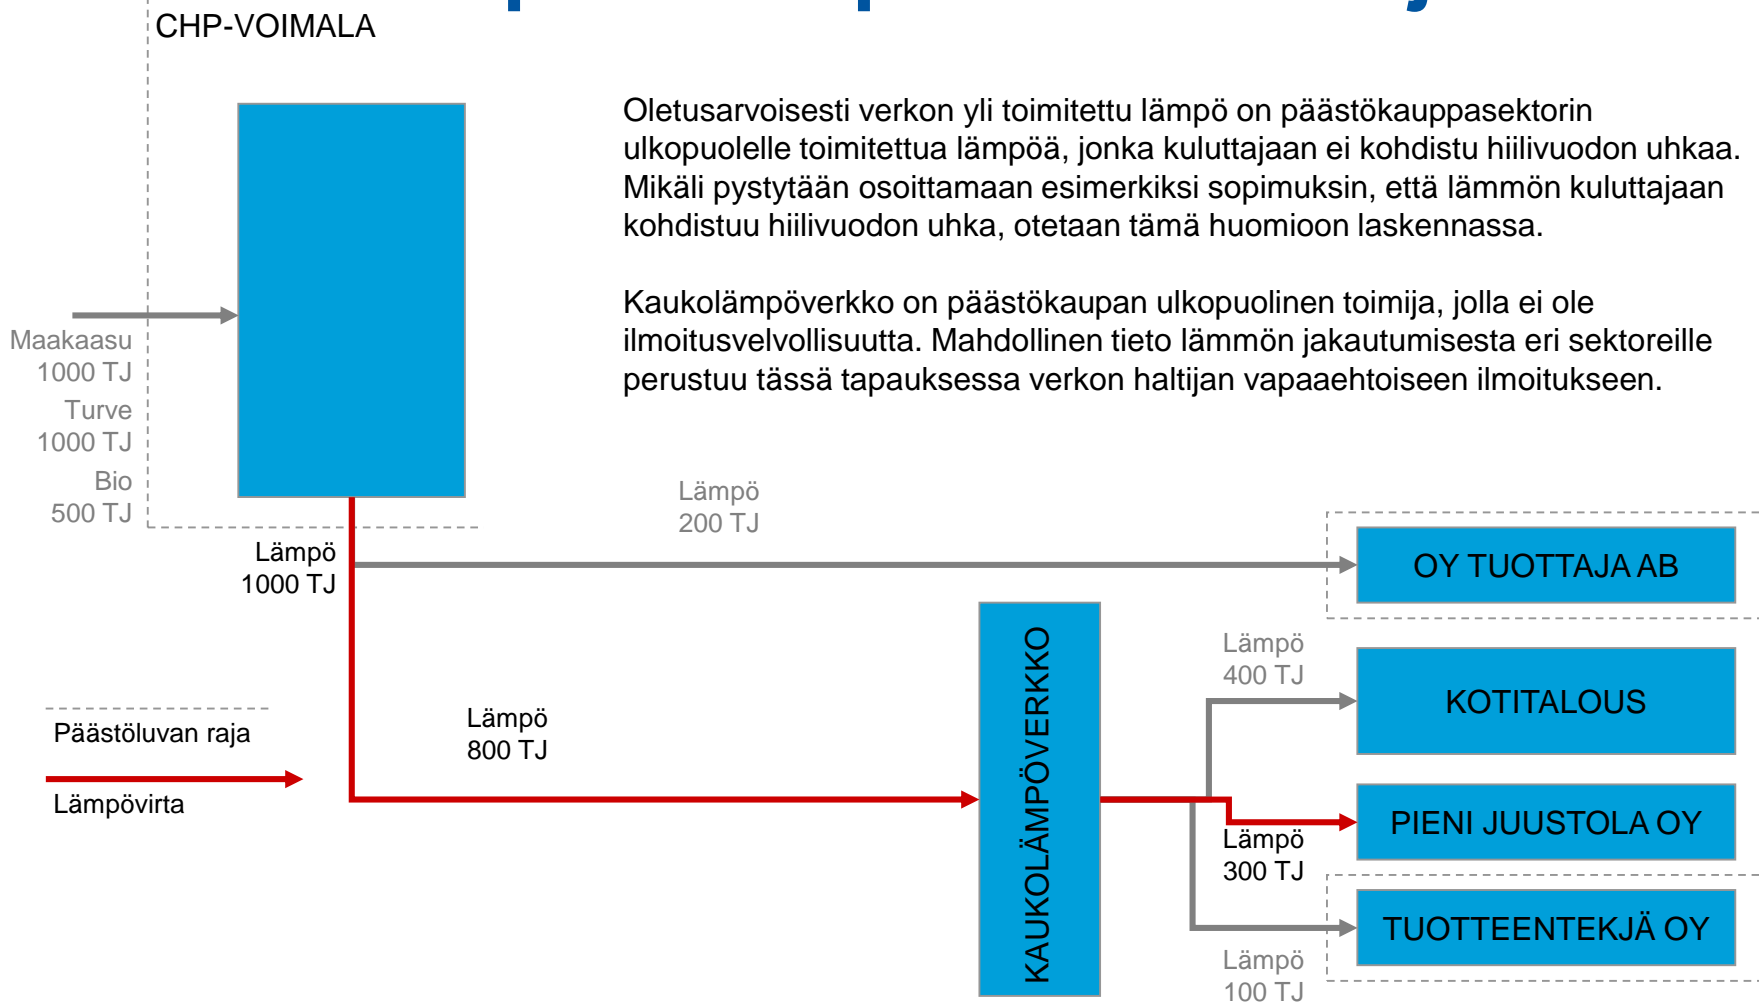 CHP-VOIMALA
Oletusarvoisesti verkon yli toimitettu lämpö on päästökauppasektorin
ulkopuolelle toimitettua lämpöä, jonka kuluttajaan ei kohdistu hiilivuodon uhkaa.
Mikäli pystytään osoittamaan esimerkiksi sopimuksin, että lämmön kuluttajaan
kohdistuu hiilivuodon uhka, otetaan tämä huomioon laskennassa.
Kaukolämpöverkko on päästökaupan ulkopuolinen toimija, jolla ei ole
ilmoitusvelvollisuutta. Mahdollinen tieto lämmön jakautumisesta eri sektoreille
perustuu tässä tapauksessa verkon haltijan vapaaehtoiseen ilmoitukseen.
Maakaasu
1000 TJ
Turve
1000 TJ
Bio
500 TJ
Lämpö
200 TJ
Lämpö
1000 TJ
OY TUOTTAJA AB
Lämpö
400 TJ
KOTITALOUS
Päästöluvan raja
Lämpövirta
Lämpö
800 TJ
KAUKOLÄMPÖVERKKO
Lämpö
300 TJ
PIENI JUUSTOLA OY
TUOTTEENTEKJÄ OY
Lämpö
100 TJ